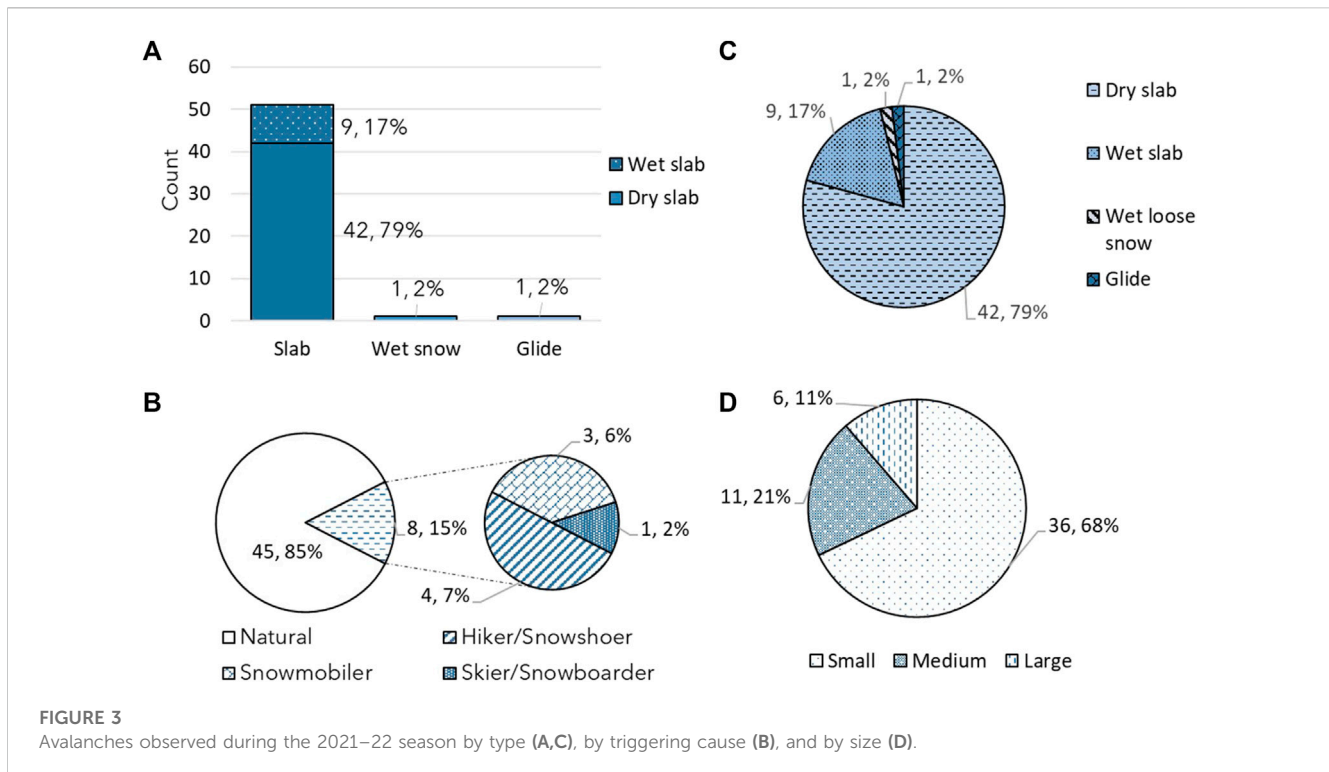 A
60
50
40
30
20
10
0
Count
9, 17%
42, 79%
1, 2%
1, 2%
Slab
Wet snow
Glide
Wet slab
Dry slab
C
1, 2%
1, 2%
9, 17%
42, 79%
Dry slab
Wet slab
Wet loose
snow
Glide
B
45, 85%
8, 15%
3, 6%
1, 2%
4, 7%
Natural
Hiker/Snowshoer
Snowmobiler
Skier/Snowboarder
D
6, 11%
11, 21%
36, 68%
Small
Medium
Large
FIGURE 3
Avalanches observed during the 2021–22 season by type (A,C), by triggering cause (B), and by size (D).